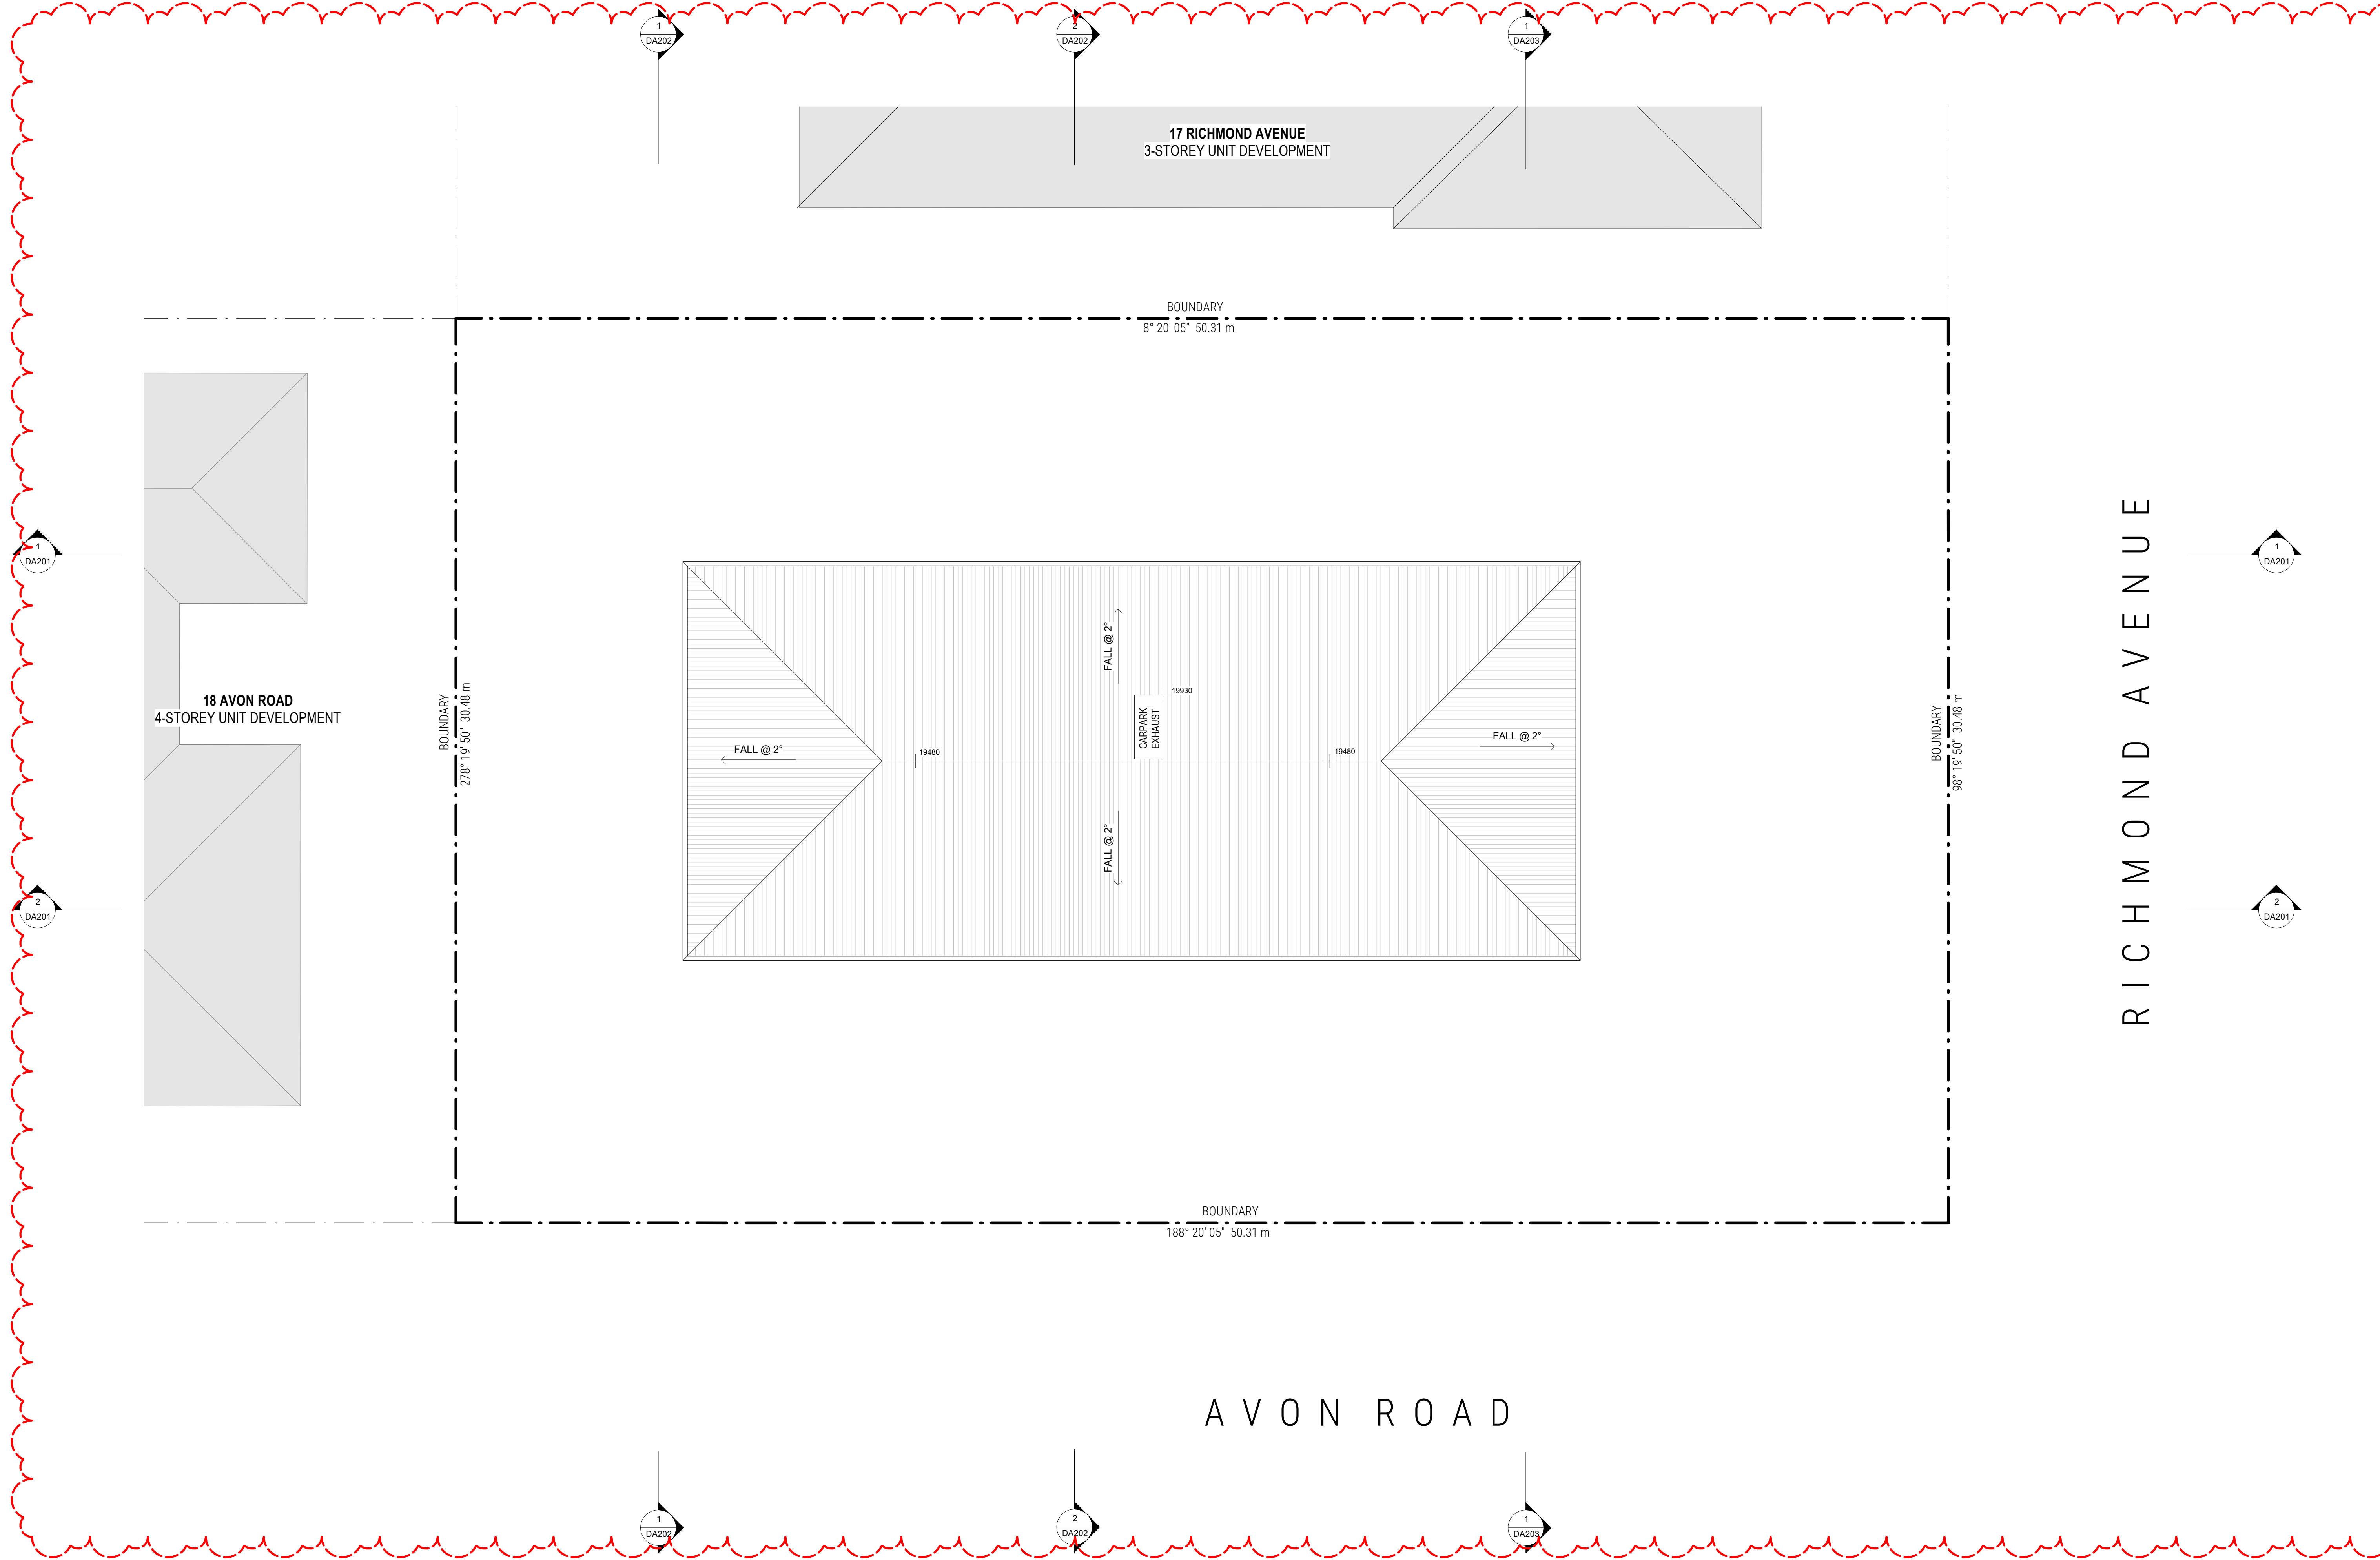 1
DA202
2
DA202
1
DA203
17 RICHMOND AVENUE
3-STOREY UNIT DEVELOPMENT
BOUNDARY
8° 20' 05" 50.31 m
1
DA201
1
DA201
RICHMOND AVENUE
FALL @ 2°
19930
CARPARK
EXHAUST
18 AVON ROAD
4-STOREY UNIT DEVELOPMENT
BOUNDARY
278° 19' 50" 30.48 m
FALL @ 2°
19480
19480
FALL @ 2°
BOUNDARY
98° 19' 50" 30.48 m
FALL @ 2°
2
DA201
2
DA201
BOUNDARY
188° 20' 05" 50.31 m
AVON ROAD
1
DA202
2
DA202
1
DA203